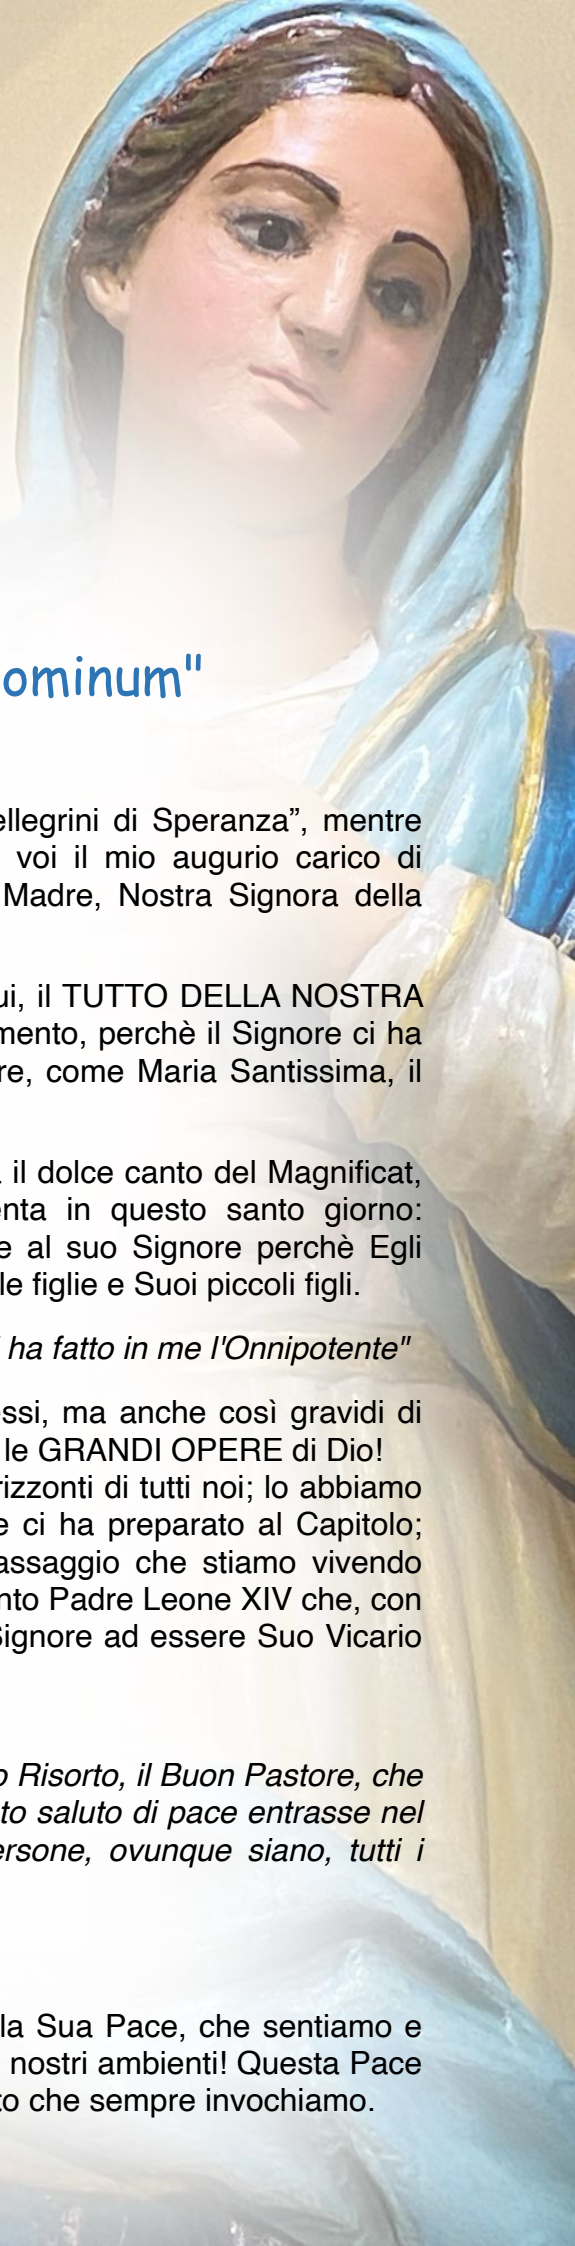 ominum"
ellegrini di Speranza”, mentre
voi il mio augurio carico di
Madre, Nostra Signora della
ui, il TUTTO DELLA NOSTRA
mento, perchè il Signore ci ha
re, come Maria Santissima, il
il dolce canto del Magnificat,
enta in questo santo giorno:
e al suo Signore perchè Egli
le figlie e Suoi piccoli figli.
ha fatto in me l'Onnipotente"
essi, ma anche così gravidi di
le GRANDI OPERE di Dio!
rizzonti di tutti noi; lo abbiamo
e ci ha preparato al Capitolo;
assaggio che stiamo vivendo
nto Padre Leone XIV che, con
Signore ad essere Suo Vicario
o Risorto, il Buon Pastore, che
to saluto di pace entrasse nel
ersone, ovunque siano, tutti i
la Sua Pace, che sentiamo e
nostri ambienti! Questa Pace
to che sempre invochiamo.